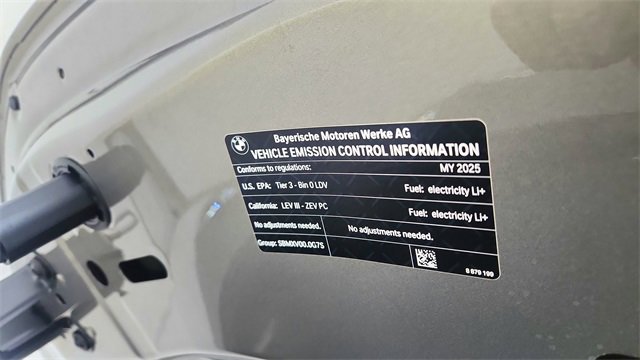 Bayerische Motoren Werke AG
VEHICLE EMISSION CONTROL INFORMATION
Conforms to regulations: MY 2025
U.S. EPA: Tier 3 - Bin 0 LDV Fuel: electricity LI+
California: LEV III - ZEV PC Fuel: electricity LI+
No adjustments needed. No adjustments needed.
Group: SBMXV00.0G7S
8 879 199